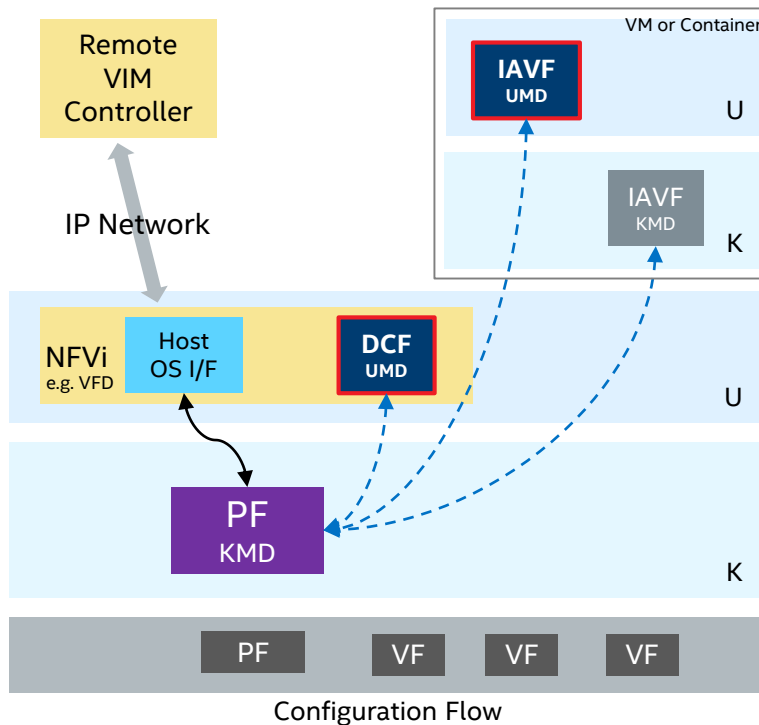 Remote
VIM
Controller
VM or Container
IAVF
UMD
U
IAVF
KMD
K
IP Network
NFVi
e.g. VFD
Host
OS I/F
DCF
UMD
U
PF
KMD
K
PF
VF
VF
VF
Configuration Flow